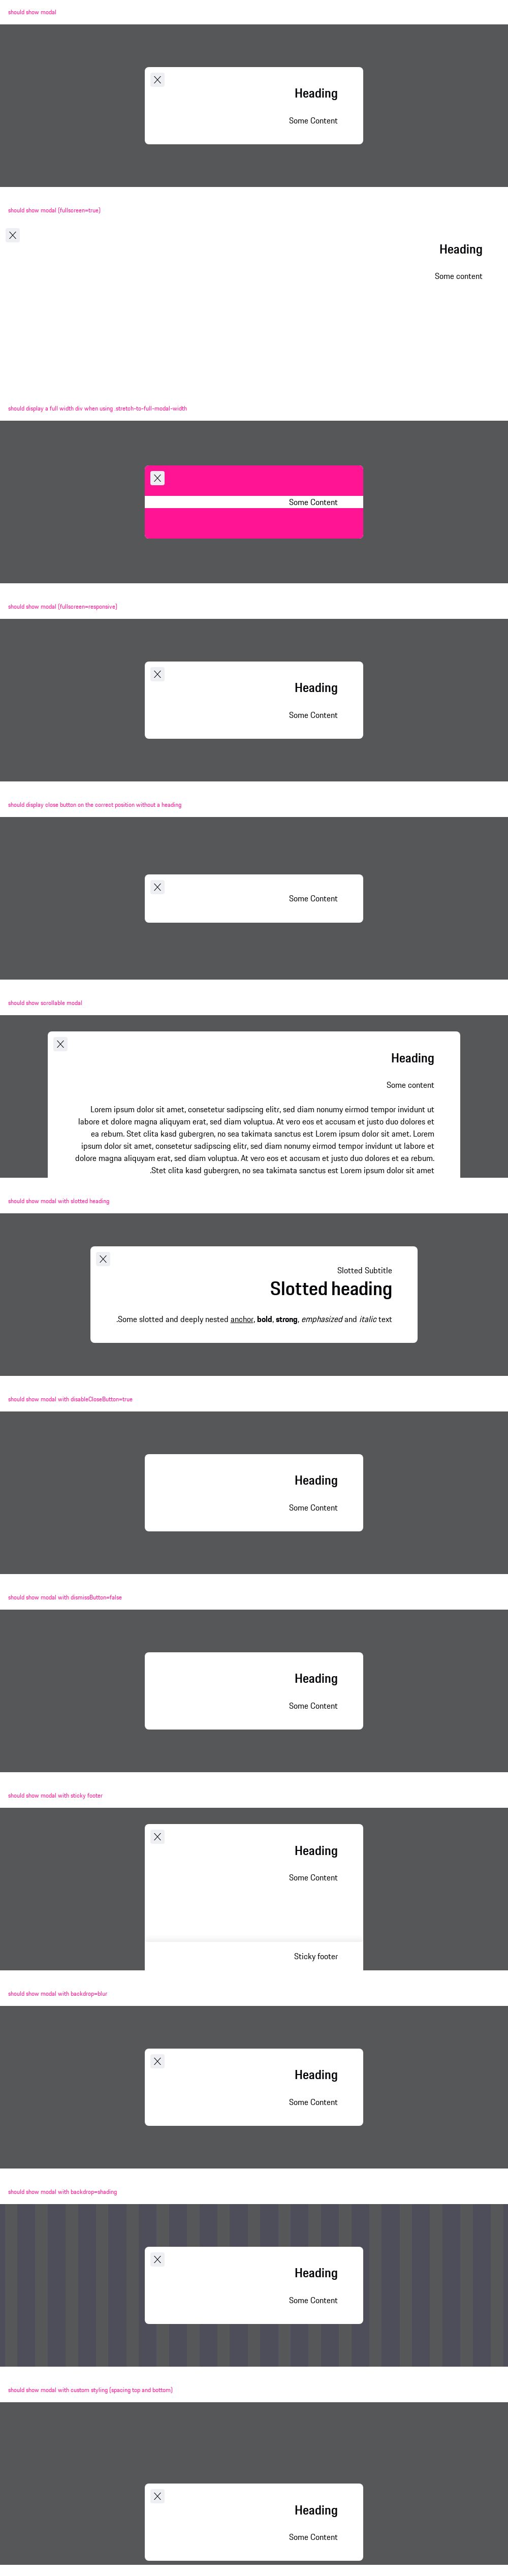 should show modal
Heading
Some Content
should show modal (fullscreen=true)
Heading
Some content
should display a full width div when using .stretch-to-full-modal-width
Some Content
should show modal (fullscreen=responsive)
Heading
Some Content
should display close button on the correct position without a heading
Some Content
should show scrollable modal
Heading
Some content
Lorem ipsum dolor sit amet, consetetur sadipscing elitr, sed diam nonumy eirmod tempor invidunt ut
labore et dolore magna aliquyam erat, sed diam voluptua. At vero eos et accusam et justo duo dolores et
ea rebum. Stet clita kasd gubergren, no sea takimata sanctus est Lorem ipsum dolor sit amet. Lorem
ipsum dolor sit amet, consetetur sadipscing elitr, sed diam nonumy eirmod tempor invidunt ut labore et
dolore magna aliquyam erat, sed diam voluptua. At vero eos et accusam et justo duo dolores et ea rebum.
.Stet clita kasd gubergren, no sea takimata sanctus est Lorem ipsum dolor sit amet
should show modal with slotted heading
Slotted Subtitle
Slotted heading
.Some slotted and deeply nested anchor, bold, strong, emphasized and italic text
should show modal with disableCloseButton=true
Heading
Some Content
should show modal with dismissButton=false
Heading
Some Content
should show modal with sticky footer
Heading
Some Content
Sticky footer
should show modal with backdrop=blur
Heading
Some Content
should show modal with backdrop=shading
Heading
Some Content
should show modal with custom styling (spacing top and bottom)
Heading
Some Content